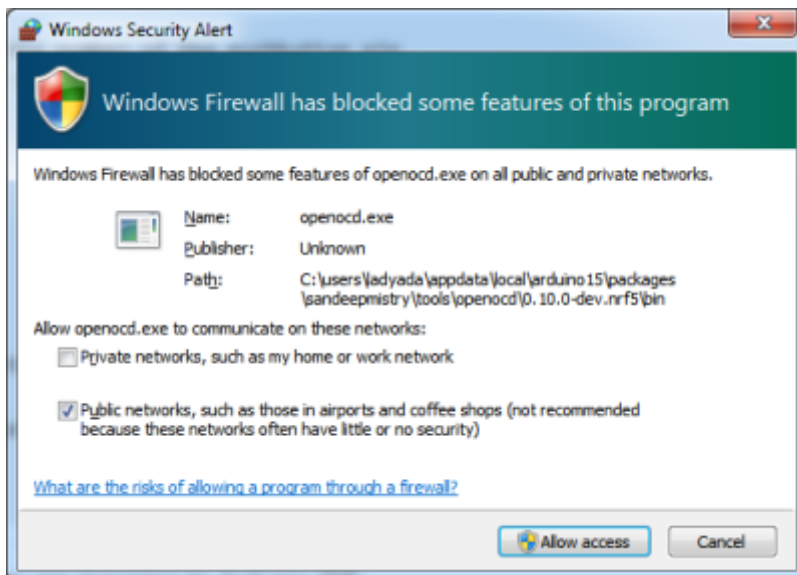 Windows Security Alert
Windows Firewall has blocked some features of this program
Windows Firewall has blocked some features of openocd.exe on all public and private networks.
Name: openocd.exe
Publisher: Unknown
Path: C:\users\ladyada\appdata\local\arduino15\packages
\sandeepmistry\tools\openocd\0.10.0-dev.nrf5\bin
Allow openocd.exe to communicate on these networks:
Private networks, such as my home or work network
Public networks, such as those in airports and coffee shops (not recommended
because these networks often have little or no security)
What are the risks of allowing a program through a firewall?
Allow access Cancel